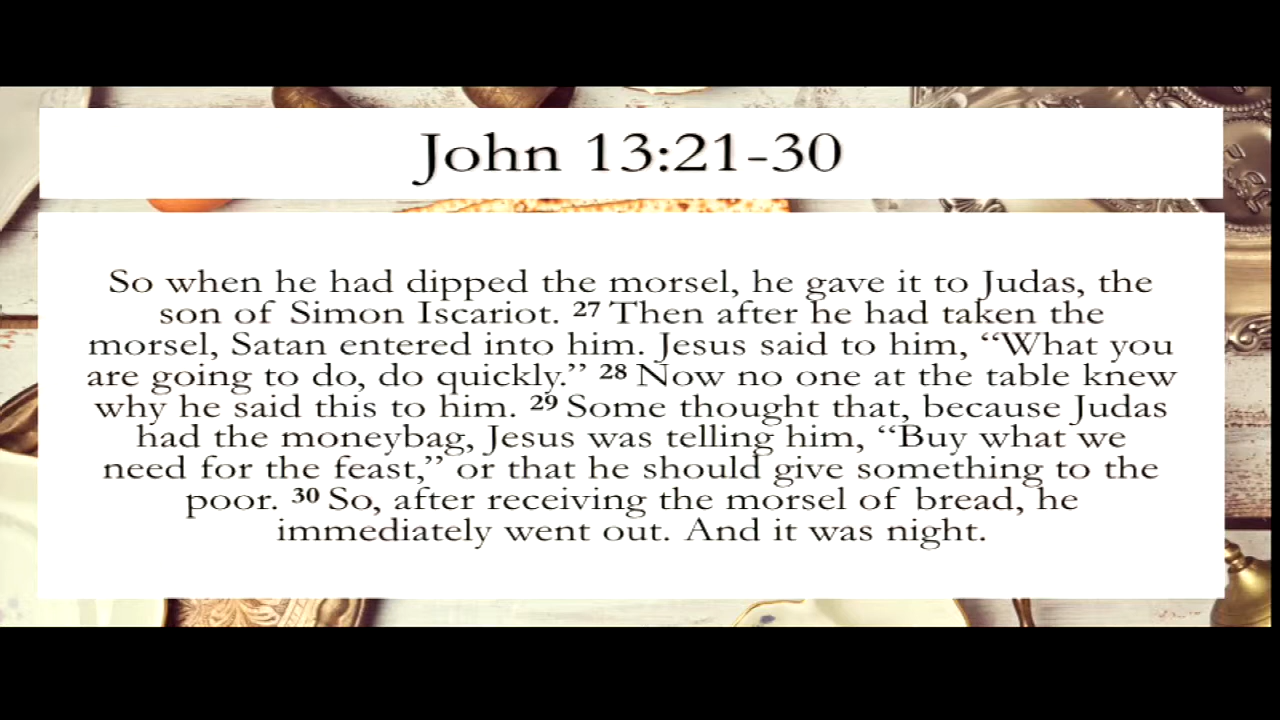 John 13:21-30
So when he had dipped the morsel, he gave it to Judas, the
son of Simon Iscariot. 27 Then after he had taken the
morsel, Satan entered into him. Jesus said to him, “What you
are going to do, do quickly.” 28 Now no one at the table knew
why he said this to him. 29 Some thought that, because Judas
had the moneybag, Jesus was telling him, “Buy what we
need for the feast,” or that he should give something to the
poor. 30 So, after receiving the morsel of bread, he
immediately went out. And it was night.